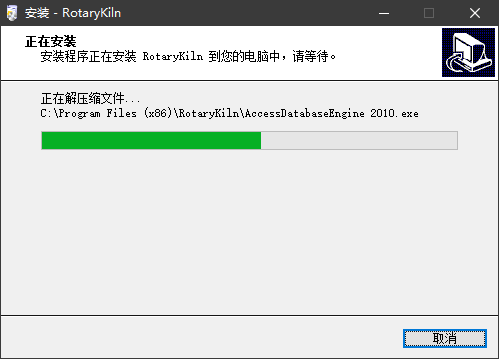 安装 - RotaryKiln
正在安装
安装程序正在安装 RotaryKiln 到您的电脑中，请等待。
正在解压缩文件...
C:\Program Files (x86)\RotaryKiln\AccessDatabaseEngine 2010.exe
取消